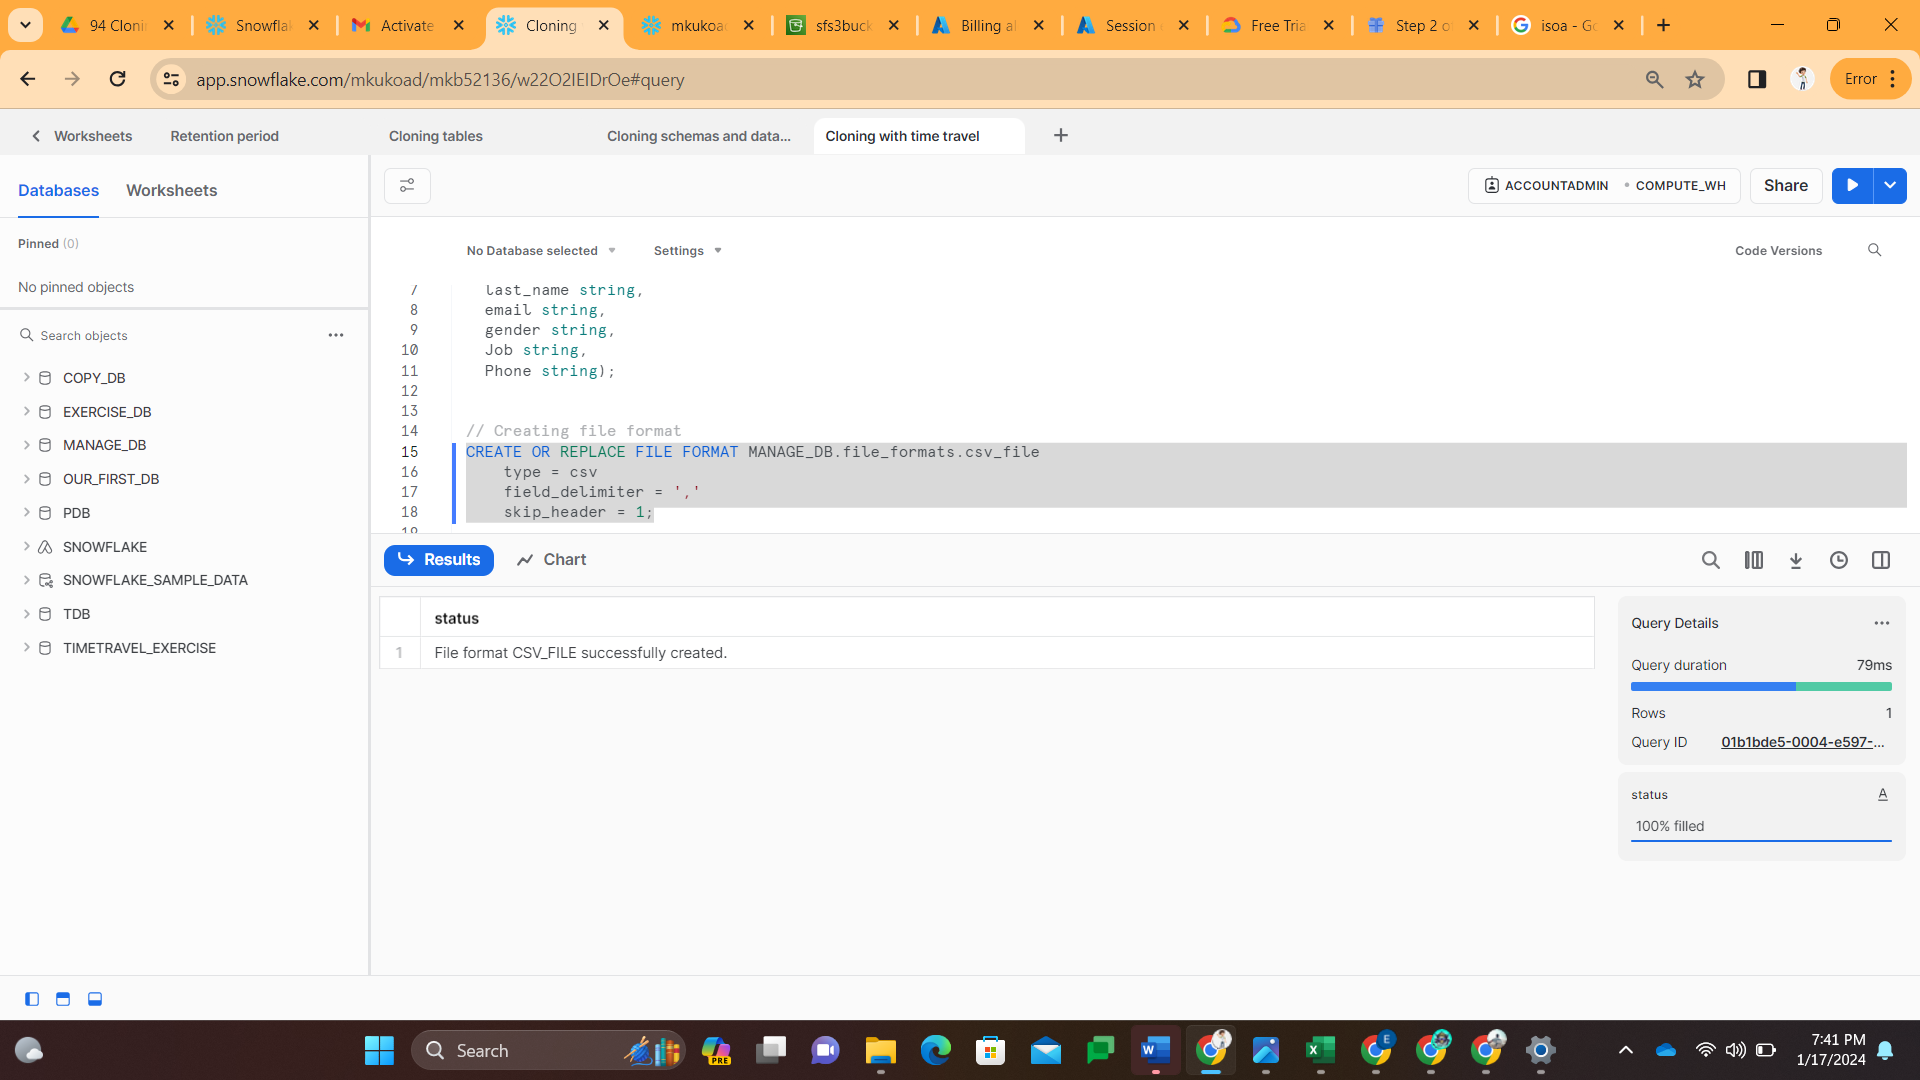 94 Cloni
Snowflak
Activate
Cloning
mkukoad
sfs3buck
Billing al
Session
Free Tria
Step 2 o
isoa - Go
app.snowflake.com/mkukoad/mkb52136/w22O2IEIDrOe#query
Error
Worksheets
Retention period
Cloning tables
Cloning schemas and data...
Cloning with time travel
Databases
Worksheets
ACCOUNTADMIN
COMPUTE_WH
Share
Pinned (0)
No Database selected
Settings
Code Versions
No pinned objects
Search objects
COPY_DB
EXERCISE_DB
MANAGE_DB
OUR_FIRST_DB
PDB
SNOWFLAKE
SNOWFLAKE_SAMPLE_DATA
TDB
TIMETRAVEL_EXERCISE
7 last_name string,
8 email string,
9 gender string,
10 Job string,
11 Phone string);
12
13
14 // Creating file format
15 CREATE OR REPLACE FILE FORMAT MANAGE_DB.file_formats.csv_file
16 type = csv
17 field_delimiter = ','
18 skip_header = 1;
19
Results
Chart
status
1 File format CSV_FILE successfully created.
Query Details
Query duration 79ms
Rows 1
Query ID 01b1bde5-0004-e597-...
status A
100% filled
Search
PRE
W
X
E
7:41 PM
1/17/2024